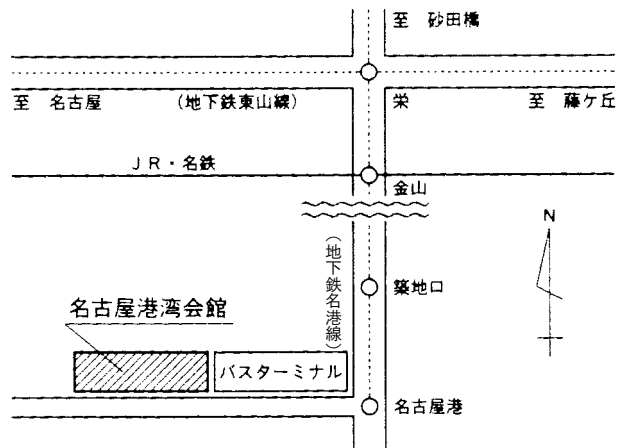 至 砂田橋
至 名古屋
(地下鉄東山線)
栄
至 藤ケ丘
JR・名鉄
金山
N
(地下鉄名港線)
築地口
名古屋港湾会館
バスターミナル
名古屋港